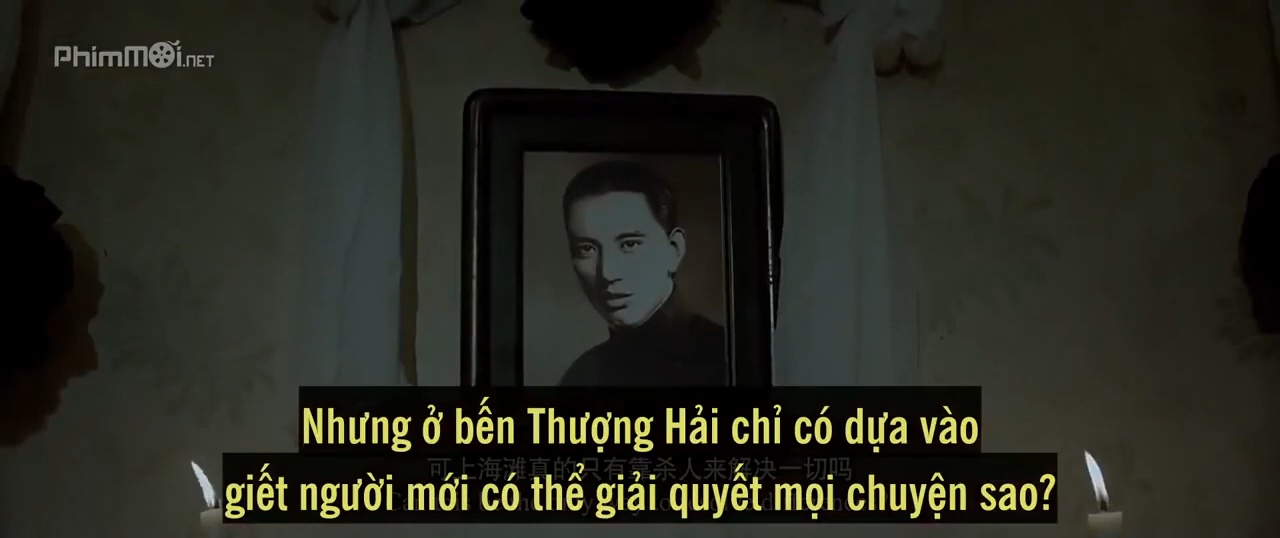 PhimMỚi.NET
Nhưng ở bến Thượng Hải chỉ có dựa vào
可上海滩真的只有靠杀人来解决一切吗
giết người mới có thể giải quyết mọi chuyện sao?